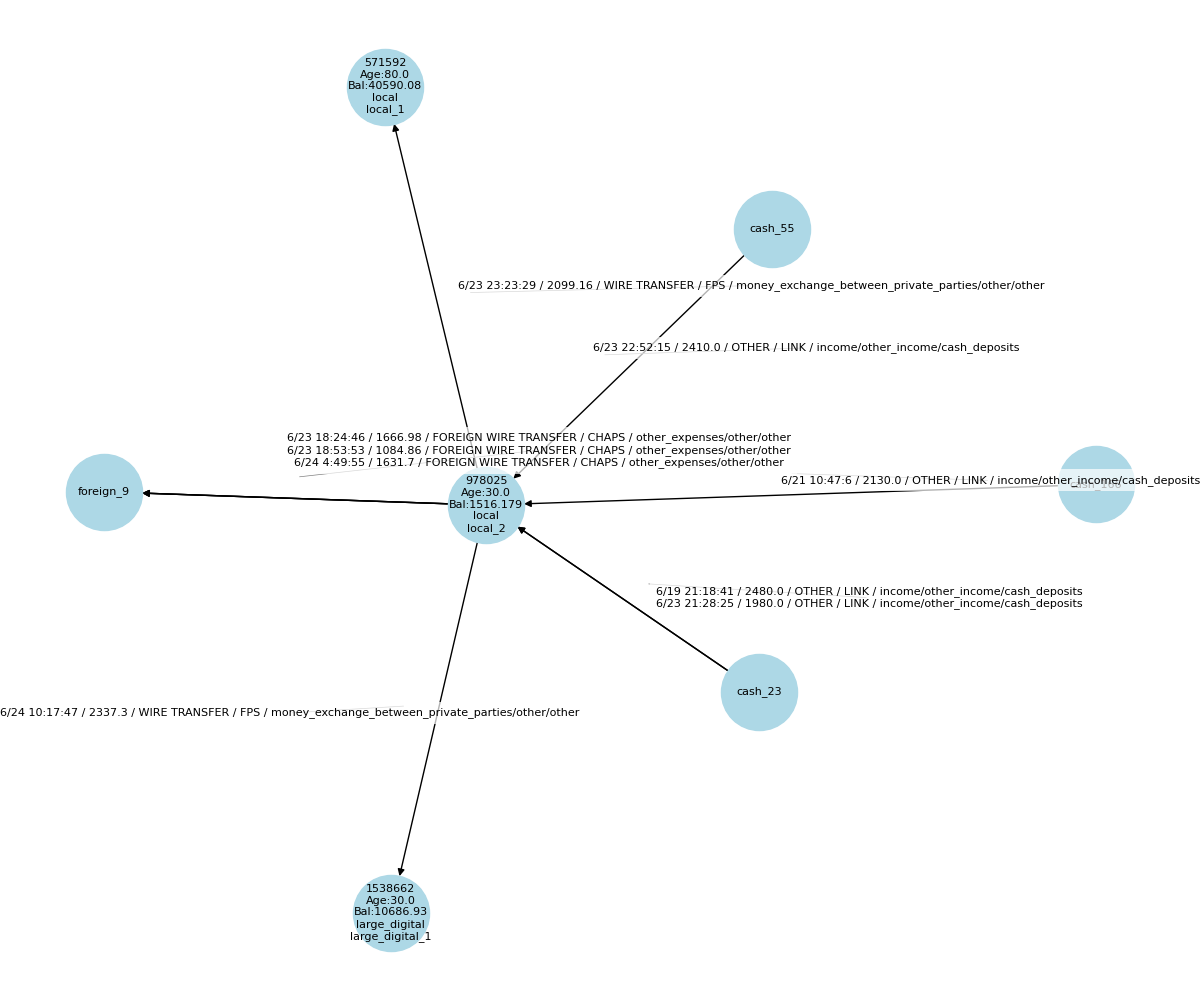 571592
Age:80.0
Bal:40590.08
local
local_1
cash_55
6/23 23:23:29 / 2099.16 / WIRE TRANSFER / FPS / money_exchange_between_private_parties/other/other
6/23 22:52:15 / 2410.0 / OTHER / LINK / income/other_income/cash_deposits
6/23 18:24:46 / 1666.98 / FOREIGN WIRE TRANSFER / CHAPS / other_expenses/other/other
6/23 18:53:53 / 1084.86 / FOREIGN WIRE TRANSFER / CHAPS / other_expenses/other/other
6/24 4:49:55 / 1631.7 / FOREIGN WIRE TRANSFER / CHAPS / other_expenses/other/other
foreign_9
978025
Age:30.0
Bal:1516.179
local
local_2
6/21 10:47:6 / 2130.0 / OTHER / LINK / income/other_income/cash_deposits
6/19 21:18:41 / 2480.0 / OTHER / LINK / income/other_income/cash_deposits
6/23 21:28:25 / 1980.0 / OTHER / LINK / income/other_income/cash_deposits
cash_23
6/24 10:17:47 / 2337.3 / WIRE TRANSFER / FPS / money_exchange_between_private_parties/other/other
1538662
Age:30.0
Bal:10686.93
large_digital
large_digital_1